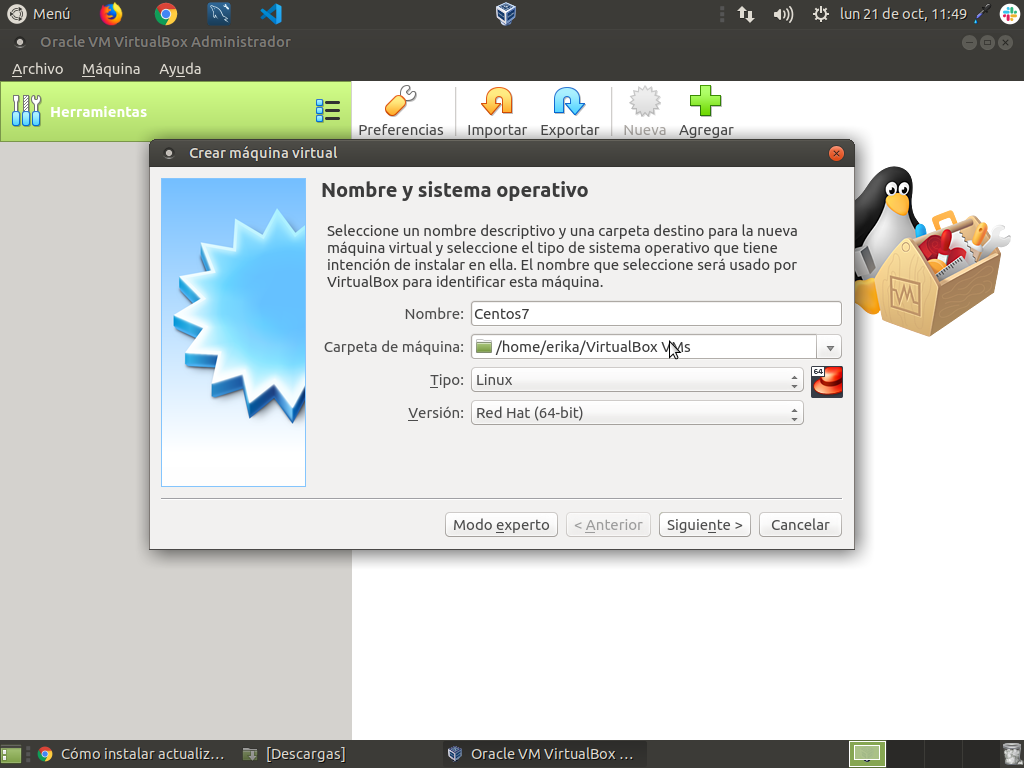 Menú
lun 21 de oct, 11:49
Oracle VM VirtualBox Administrador
Archivo Máquina Ayuda
Herramientas
Preferencias Importar Exportar Nueva Agregar
Crear máquina virtual
Nombre y sistema operativo
Seleccione un nombre descriptivo y una carpeta destino para la nueva
máquina virtual y seleccione el tipo de sistema operativo que tiene
intención de instalar en ella. El nombre que seleccione será usado por
VirtualBox para identificar esta máquina.
Nombre: Centos7
Carpeta de máquina: /home/erika/VirtualBox VMs
Tipo: Linux
64
Versión: Red Hat (64-bit)
Modo experto < Anterior Siguiente > Cancelar
Cómo instalar actualiz... [Descargas] Oracle VM VirtualBox ...